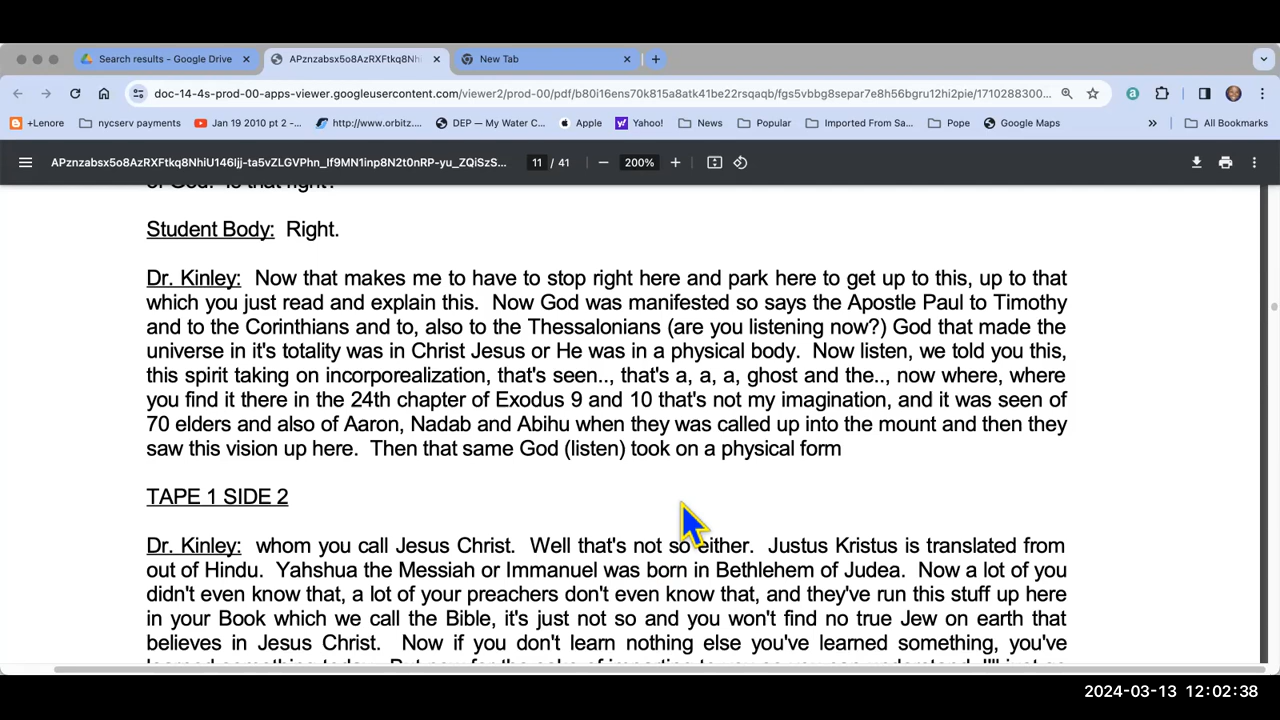 Search results - Google Drive
APznzabsx5o8AzRXFtkq8Nh
New Tab
doc-14-4s-prod-00-apps-viewer.googleusercontent.com/viewer2/prod-00/pdf/b80i16ens70k815a8atk41be22rsqaqb/fgs5vbbg8separ7e8h56bgru12hi2pie/1710288300...
+Lenore
nycserv payments
Jan 19 2010 pt 2 -...
http://www.orbitz....
DEP — My Water C...
Apple
Yahoo!
News
Popular
Imported From Sa...
Pope
Google Maps
»
All Bookmarks
11 / 41
200%
of God. Is that right?
Student Body: Right.
Dr. Kinley: Now that makes me to have to stop right here and park here to get up to this, up to that
which you just read and explain this. Now God was manifested so says the Apostle Paul to Timothy
and to the Corinthians and to, also to the Thessalonians (are you listening now?) God that made the
universe in it's totality was in Christ Jesus or He was in a physical body. Now listen, we told you this,
this spirit taking on incorporealization, that's seen.., that's a, a, a, ghost and the.., now where, where
you find it there in the 24th chapter of Exodus 9 and 10 that's not my imagination, and it was seen of
70 elders and also of Aaron, Nadab and Abihu when they was called up into the mount and then they
saw this vision up here. Then that same God (listen) took on a physical form
TAPE 1 SIDE 2
Dr. Kinley: whom you call Jesus Christ. Well that's not so either. Justus Kristus is translated from
out of Hindu. Yahshua the Messiah or Immanuel was born in Bethlehem of Judea. Now a lot of you
didn't even know that, a lot of your preachers don't even know that, and they've run this stuff up here
in your Book which we call the Bible, it's just not so and you won't find no true Jew on earth that
believes in Jesus Christ. Now if you don't learn nothing else you've learned something, you've
2024-03-13 12:02:38